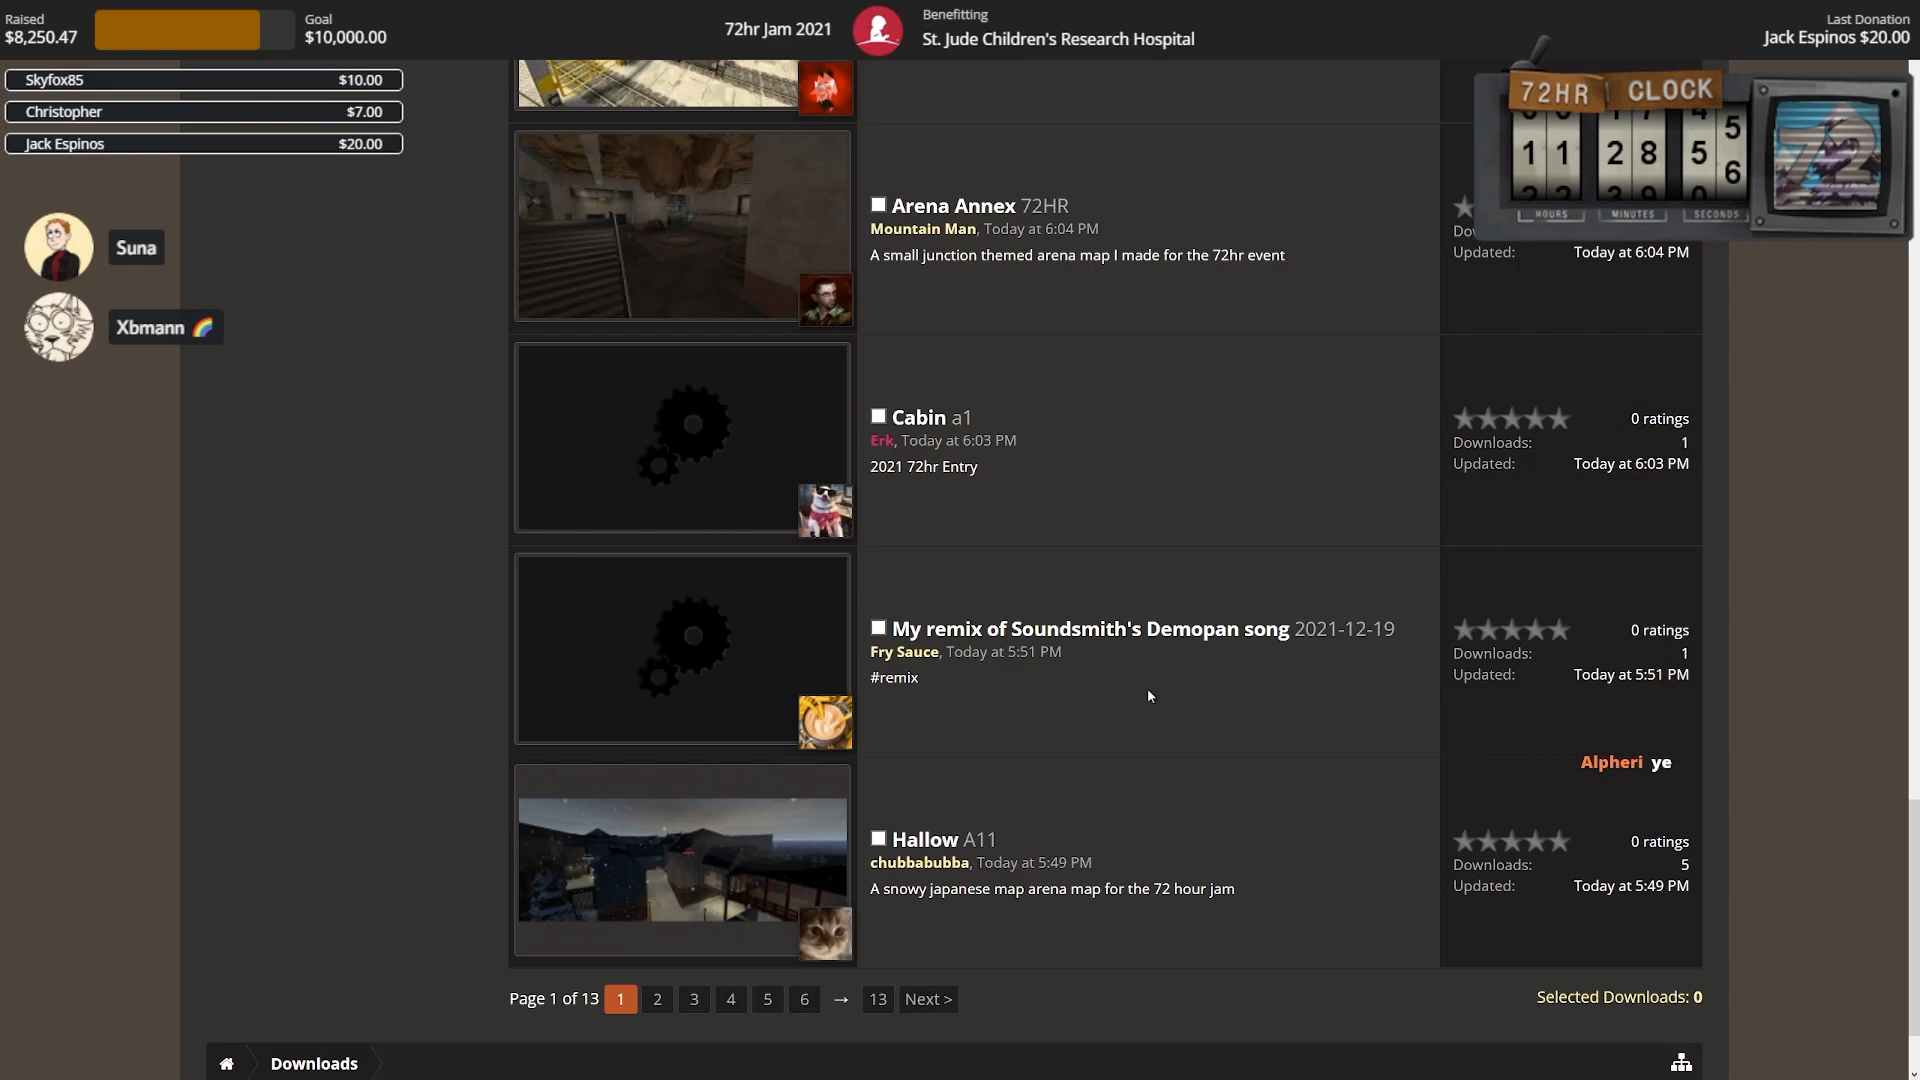 Raised
$8,250.47
Goal
$10,000.00
72hr Jam 2021
Benefitting
St. Jude Children's Research Hospital
Last Donation
Jack Espinos $20.00
Skyfox85 $10.00
Christopher $7.00
Jack Espinos $20.00
Suna
Xbmann 🌈
72HR CLOCK
11 28 5
5
6
HOURS MINUTES SECONDS
72
Arena Annex 72HR
Mountain Man, Today at 6:04 PM
A small junction themed arena map I made for the 72hr event
Updated: Today at 6:04 PM
Cabin a1
Erk, Today at 6:03 PM
2021 72hr Entry
0 ratings
Downloads: 1
Updated: Today at 6:03 PM
My remix of Soundsmith's Demopan song 2021-12-19
Fry Sauce, Today at 5:51 PM
#remix
0 ratings
Downloads: 1
Updated: Today at 5:51 PM
Alpheri ye
Hallow A11
chubbabubba, Today at 5:49 PM
A snowy japanese map arena map for the 72 hour jam
0 ratings
Downloads: 5
Updated: Today at 5:49 PM
Page 1 of 13 1 2 3 4 5 6 → 13 Next >
Selected Downloads: 0
Downloads